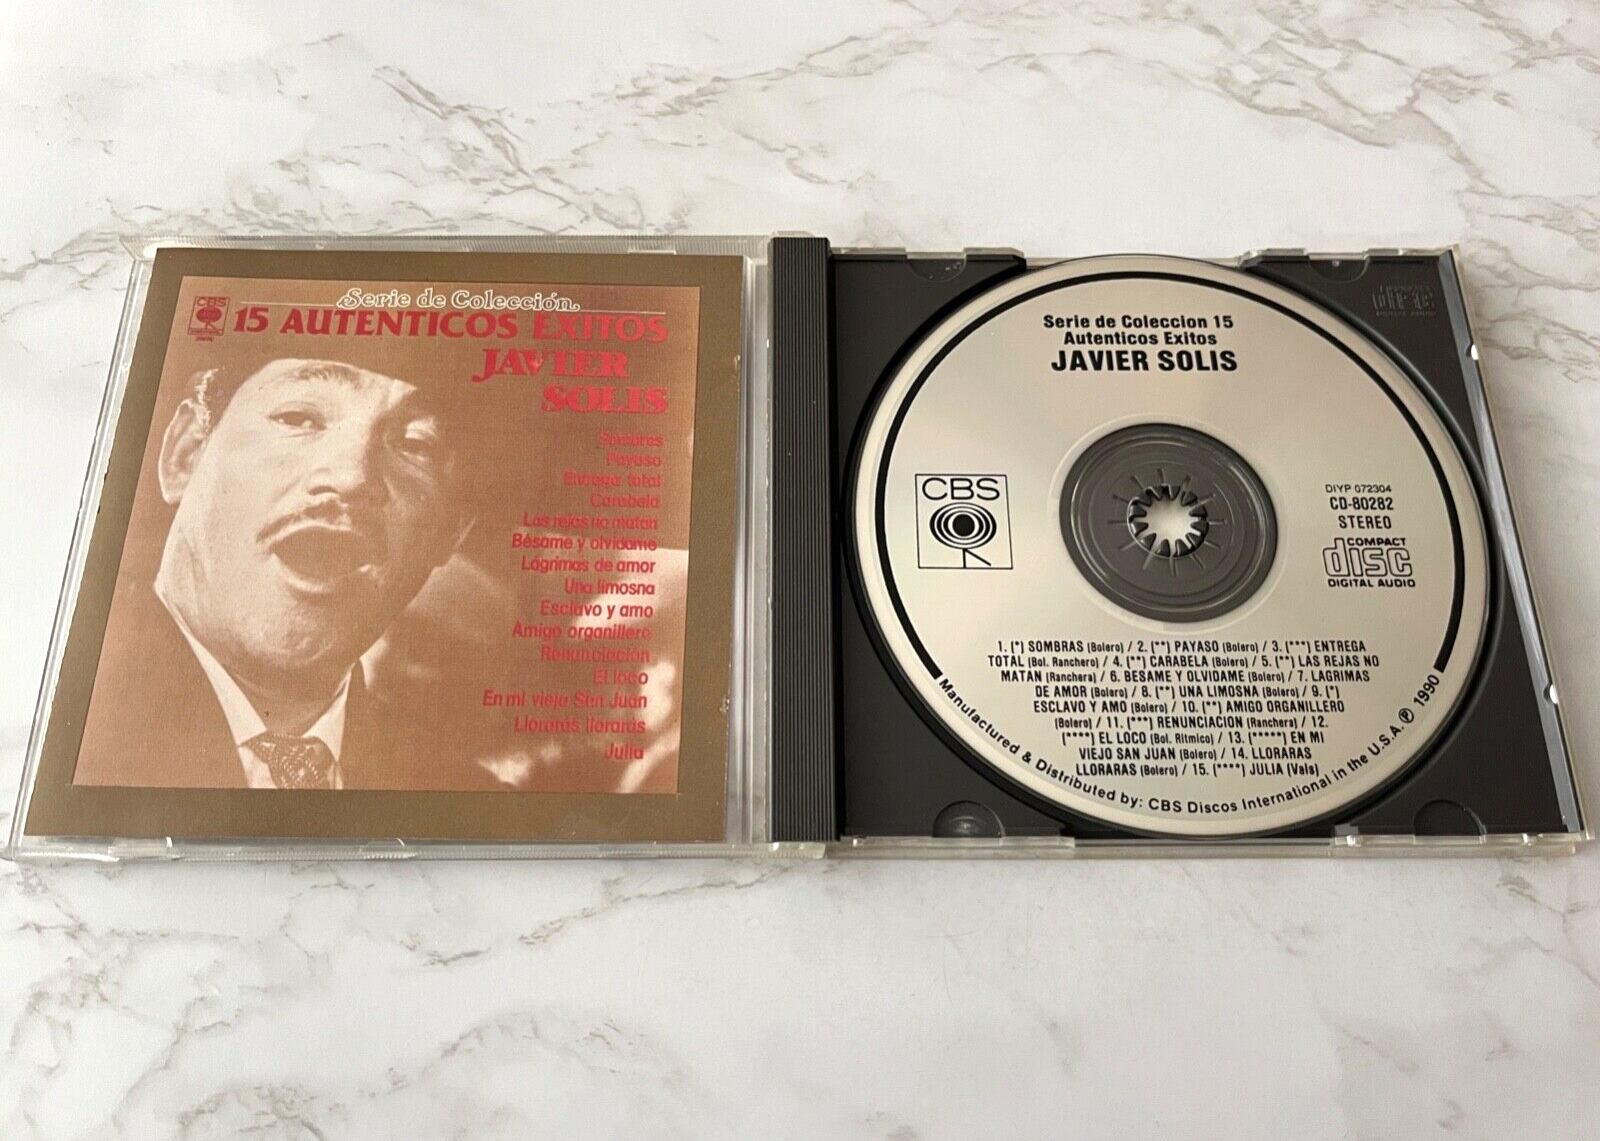 CBS
Serie de Colección
15 AUTENTICOS EXITOS
JAVIER
SOLIS
Sombras
Payaso
Entrega total
Carabela
Las rejas no matan
Bésame y olvidame
Lágrimas de amor
Una limosna
Esclavo y amo
Amigo organillero
Renunciación
El loco
En mi viejo San Juan
Llorarás llorarás
Julia
Serie de Coleccion 15
Autenticos Exitos
JAVIER SOLIS
CBS
DIYP 072304
CD-80282
STEREO
COMPACT
disc
DIGITAL AUDIO
1. (*) SOMBRAS (Bolero) / 2. (**) PAYASO (Bolero) / 3. (***) ENTREGA
TOTAL (Bol. Ranchero) / 4. (**) CARABELA (Bolero) / 5. (**) LAS REJAS NO
MATAN (Ranchera) / 6. BESAME Y OLVIDAME (Bolero) / 7. LAGRIMAS
DE AMOR (Bolero) / 8. (**) UNA LIMOSNA (Bolero) / 9. (*)
ESCLAVO Y AMO (Bolero) / 10. (**) AMIGO ORGANILLERO
(Bolero) / 11. (***) RENUNCIACION (Ranchera) / 12.
(****) EL LOCO (Bol. Ritmico) / 13. (*****) EN MI
VIEJO SAN JUAN (Bolero) / 14. LLORARAS
LLORARAS (Bolero) / 15. (****) JULIA (Vals)
Manufactured & Distributed by: CBS Discos International in the U.S.A. ℗ 1990